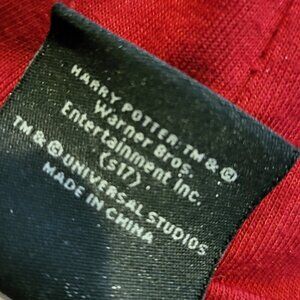 HARRY POTTER TM & ©
Warner Bros.
Entertainment Inc.
(s17)
TM & © UNIVERSAL STUDIOS
MADE IN CHINA